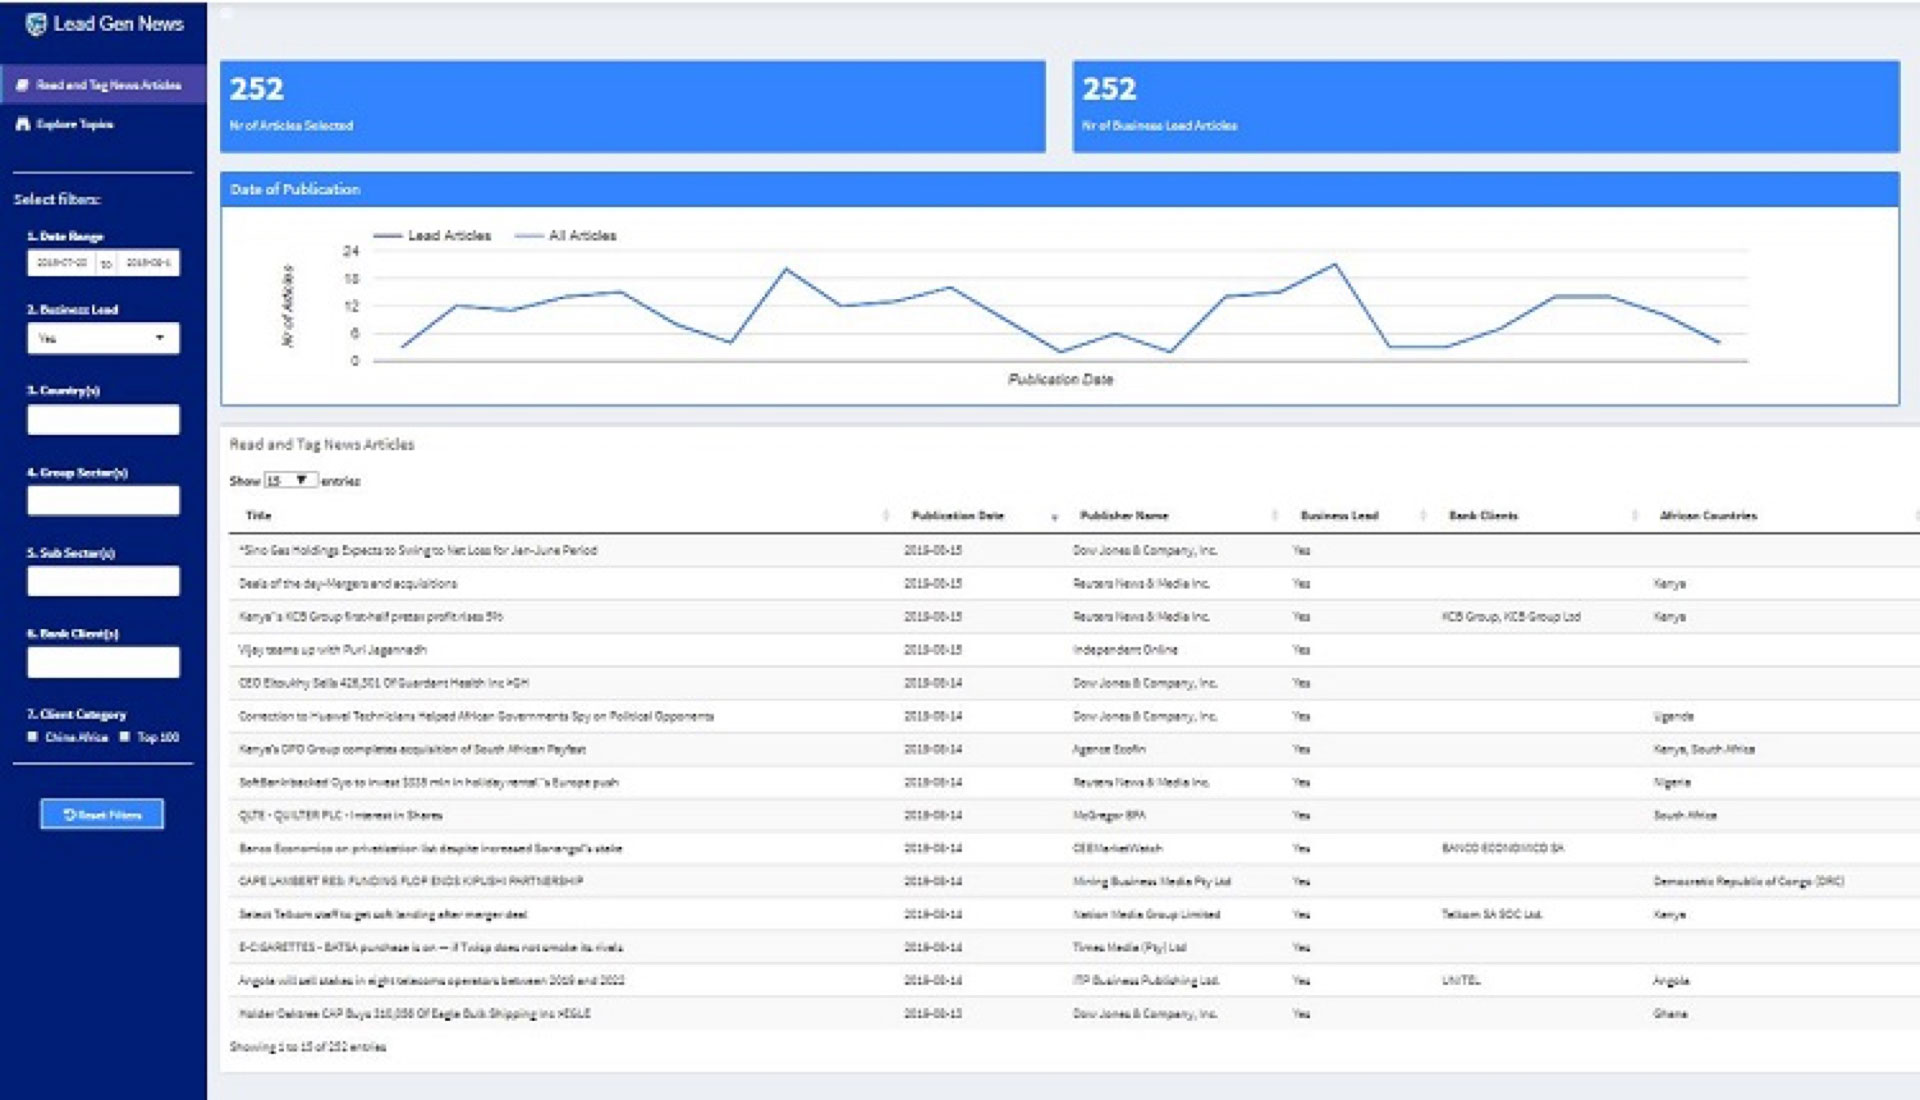 Lead Gen News
Read and Tag News Articles
Explore Topics
Select filters:
1. Date Range
to
2. Business Lead
Yes
3. Country(s)
4. Group Sector(s)
5. Sub Sector(s)
6. Bank Client(s)
7. Client Category
China Africa Top 100
Reset Filters
252
Nr of Articles Selected
252
Nr of Business Lead Articles
Date of Publication
Lead Articles All Articles
Nr of Articles
24
18
12
6
0
Publication Date
Read and Tag News Articles
Show 15 entries
Title Publication Date Publisher Name Business Lead Bank Clients African Countries
*Sino Gas Holdings Expects to Swing to Net Loss for Jan-June Period 2019-08-15 Dow Jones & Company, Inc. Yes
Deals of the day-Mergers and acquisitions 2019-08-15 Reuters News & Media Inc. Yes Kenya
Kenya''s KCB Group first-half pretax profit rises 5% 2019-08-15 Reuters News & Media Inc. Yes KCB Group, KCB Group Ltd Kenya
Vijay teams up with Puri Jagannadh 2019-08-15 Independent Online Yes
CEO Eltoukhy Sells Of Guardant Health Inc >GH 2019-08-14 Dow Jones & Company, Inc. Yes
Correction to Huawei Technicians Helped African Governments Spy on Political Opponents 2019-08-14 Dow Jones & Company, Inc. Yes Uganda
Kenya's DPO Group completes acquisition of South African Payfast 2019-08-14 Agence Ecofin Yes Kenya, South Africa
SoftBank-backed Oyo to invest mln in holiday rental''s Europe push 2019-08-14 Reuters News & Media Inc. Yes Nigeria
QLTE - QUILTER PLC - Interest in Shares 2019-08-14 McGregor BFA Yes South Africa
Banco Economico on privatisation list despite increased Sonangol's stake 2019-08-14 CEEMarketWatch Yes BANCO ECONOMICO SA
CAPE LAMBERT RES: FUNDING FLOP ENDS KIPUSHI PARTNERSHIP 2019-08-14 Mining Business Media Pty Ltd Yes Democratic Republic of Congo (DRC)
Select Telkom staff to get soft landing after merger deal 2019-08-14 Nation Media Group Limited Yes Telkom SA SOC Ltd. Kenya
E-CIGARETTES - BATSA purchase is on — if Twisp does not smoke its rivals 2019-08-14 Times Media (Pty) Ltd Yes
Angola will sell stakes in eight telecoms operators between 2019 and 2022 2019-08-14 ITP Business Publishing Ltd. Yes UNITEL Angola
Holder Oaktree CAP Buys Of Eagle Bulk Shipping Inc >EGLE 2019-08-13 Dow Jones & Company, Inc. Yes Ghana
Showing 1 to 15 of 252 entries